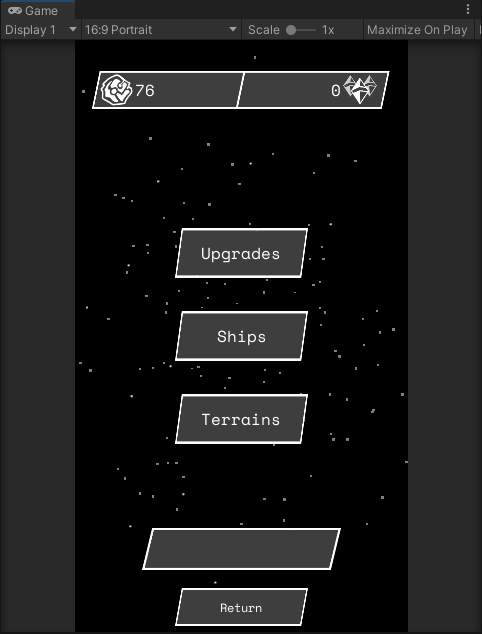 Game
Display 1 16:9 Portrait Scale 1x Maximize On Play
76 0
Upgrades
Ships
Terrains
Return